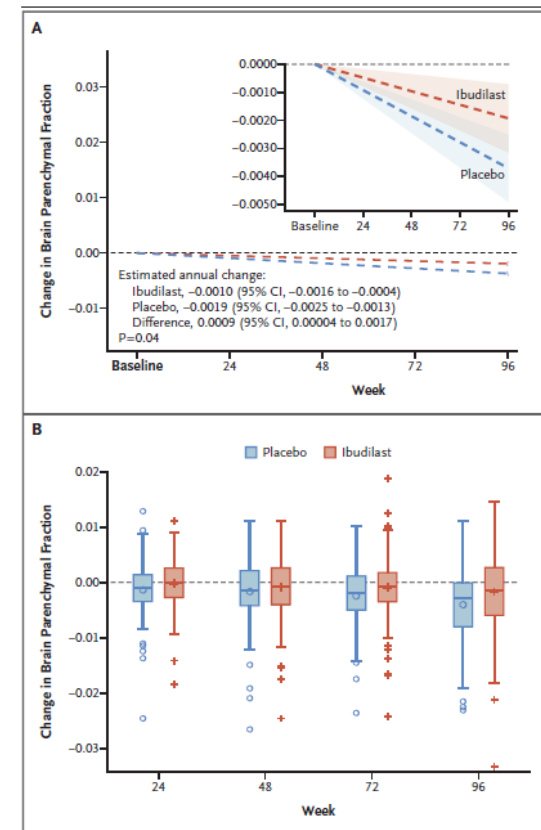 A
Change in Brain Parenchymal Fraction
0.03
0.02
0.01
0.00
−0.01
0.0000
−0.0010
−0.0020
−0.0030
−0.0040
−0.0050
Ibudilast
Placebo
Baseline 24 48 72 96
Estimated annual change:
Ibudilast, −0.0010 (95% CI, −0.0016 to −0.0004)
Placebo, −0.0019 (95% CI, −0.0025 to −0.0013)
Difference, 0.0009 (95% CI, 0.00004 to 0.0017)
P=0.04
Baseline 24 48 72 96
Week
B
Placebo Ibudilast
Change in Brain Parenchymal Fraction
0.02
0.010
0.00
−0.010
−0.02
−0.03
24 48 72 96
Week